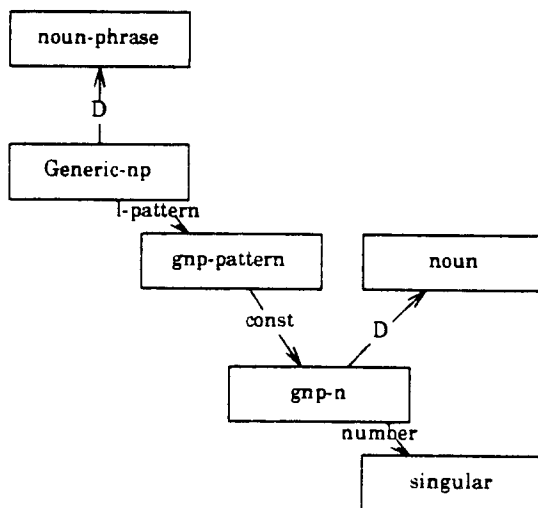 noun-phrase
D
Generic-np
l-pattern
gnp-pattern
noun
const
D
gnp-n
number
singular